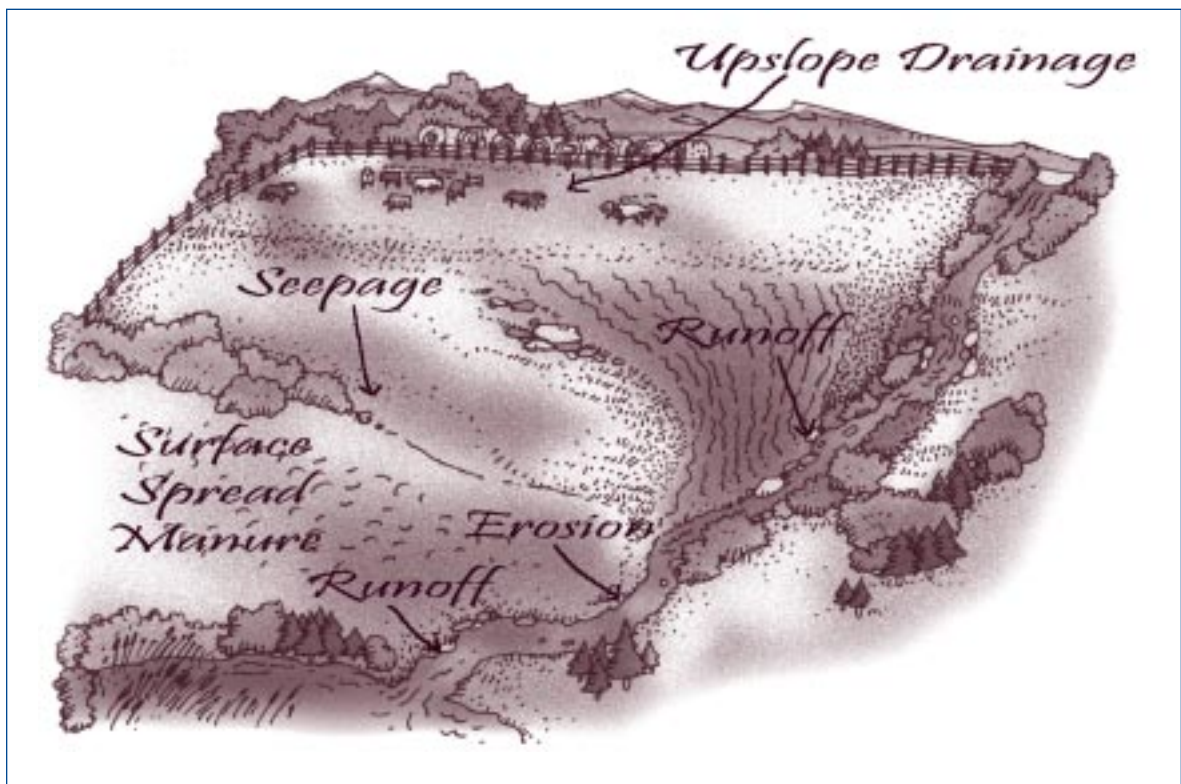 Upslope Drainage
Seepage
Runoff
Surface
Spread
Manure
Erosion
Runoff